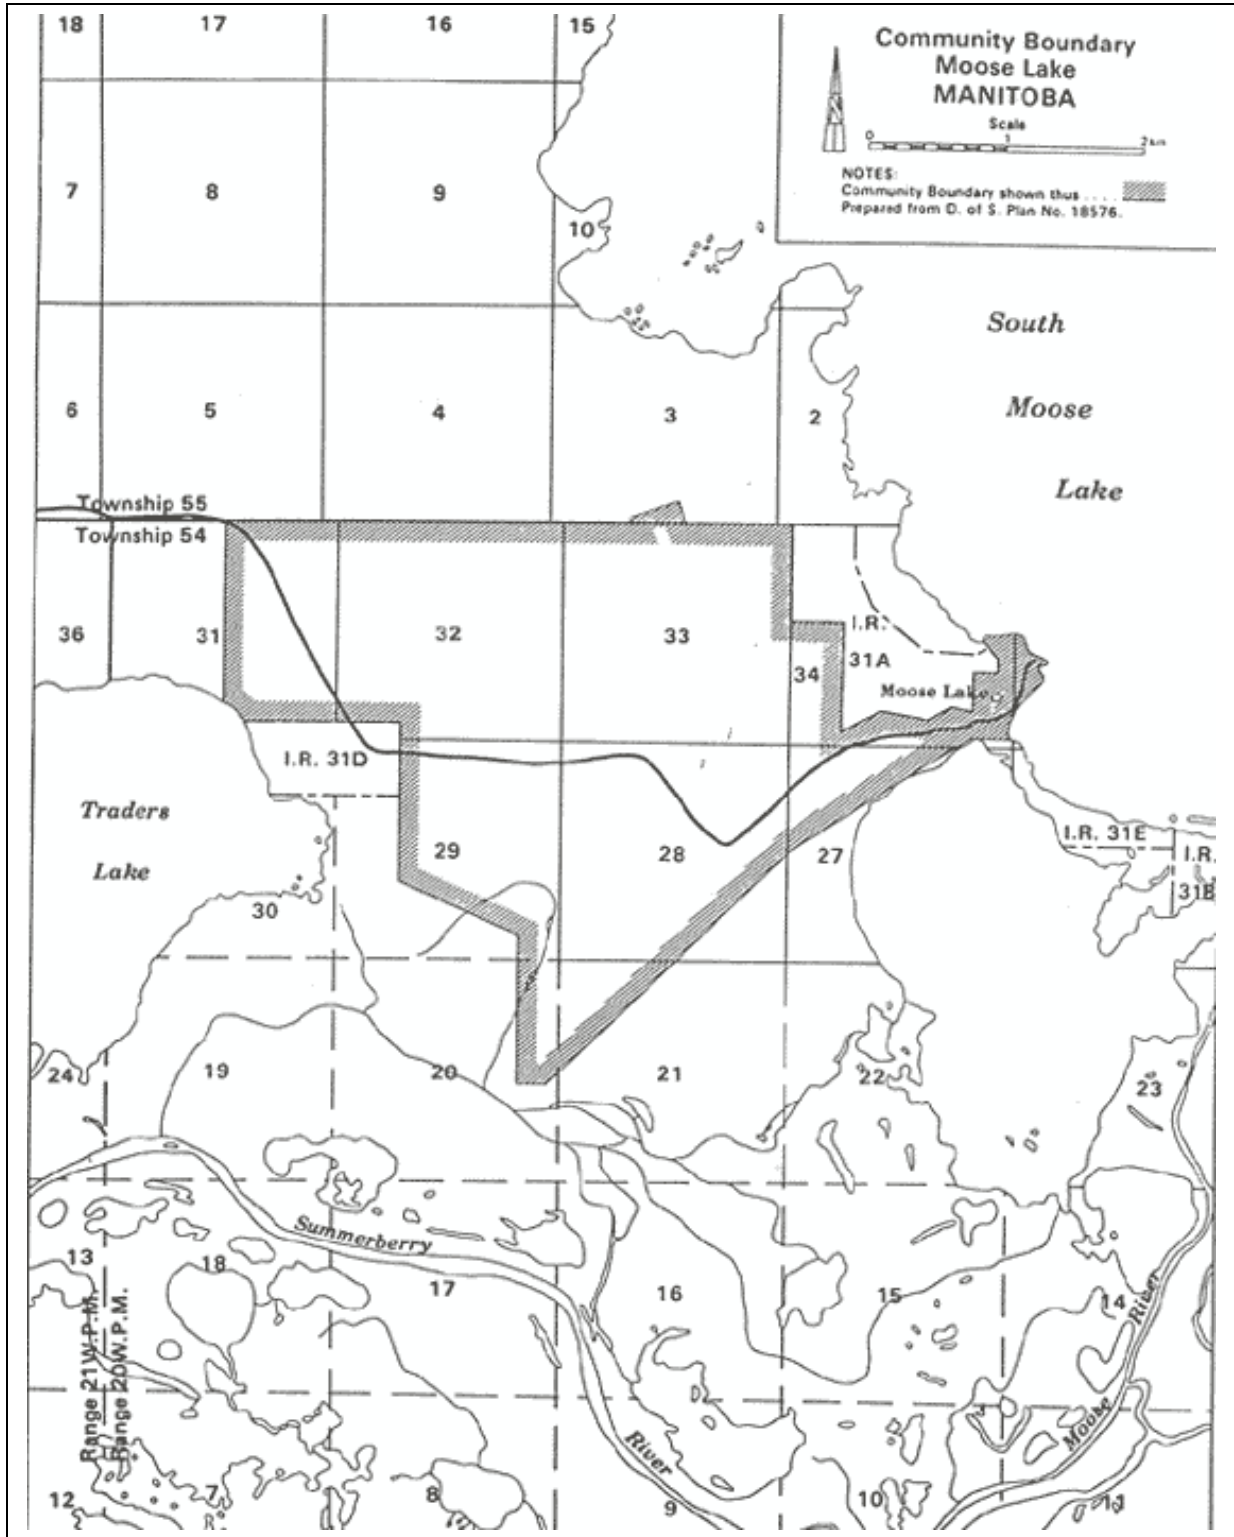 18 17 16 15
Community Boundary
Moose Lake
MANITOBA
Scale
0 1 2 km
NOTES:
Community Boundary shown thus . . . .
Prepared from D. of S. Plan No. 18576.
7 8 9
10
South
Moose
Lake
6 5 4 3 2
Township 55
Township 54
36 31 32 33
34
I.R.
31A
Moose Lake
I.R. 31D
Traders
Lake
29 28 27
30
I.R. 31E
I.R.
31B
24 19 20 21 22 23
Summerberry
13 18 17 16 15 14
River
Range 21 W.P.M.
Range 20 W.P.M.
Moose
River
12 7 8 9 10 11